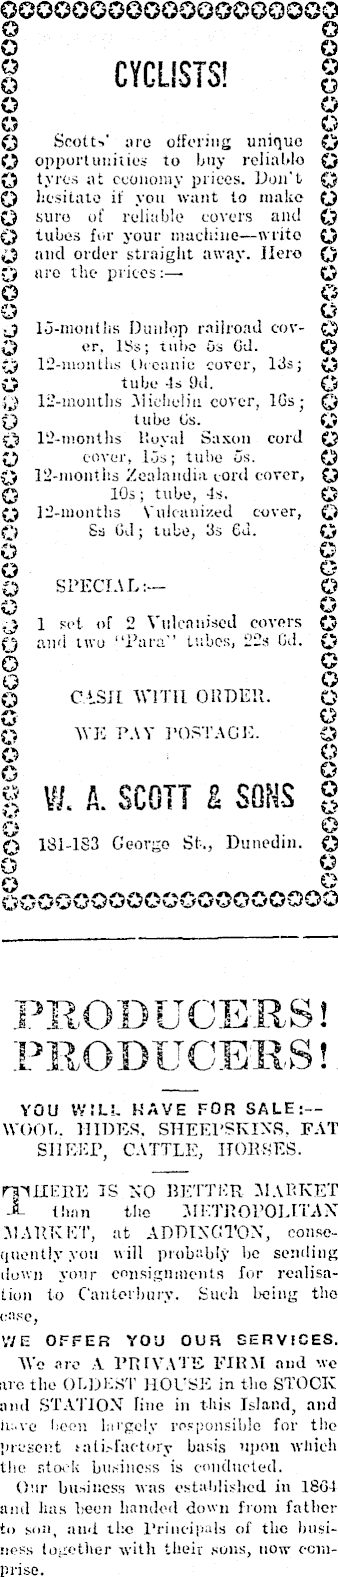 CYCLISTS!
Scotts' are offering unique
opportunities to buy reliable
tyres at economy prices. Don't
hesitate if you want to make
sure of reliable covers and
tubes for your machine—write
and order straight away. Here
are the prices:—
15-months Dunlop railroad cov-
er, 18s; tube 5s 6d.
12-months Oceanic cover, 13s;
tube 4s 9d.
12-months Michelin cover, 16s;
tube 6s.
12-months Royal Saxon cord
cover, 15s; tube 5s.
12-months Zealandia cord cover,
10s; tube, 4s.
12-months Vulcanized cover,
8s 6d; tube, 3s 6d.
SPECIAL:—
1 set of 2 Vulcanised covers
and two "Para" tubes, 22s 6d.
CASH WITH ORDER.
WE PAY POSTAGE.
W. A. SCOTT & SONS
181-183 George St., Dunedin.
PRODUCERS!
PRODUCERS!
YOU WILL HAVE FOR SALE:--
WOOL, HIDES, SHEEPSKINS, FAT
SHEEP, CATTLE, HORSES.
THERE IS NO BETTER MARKET
than the METROPOLITAN
MARKET, at ADDINGTON, conse-
quently you will probably be sending
down your consignments for realisa-
tion to Canterbury. Such being the
case,
WE OFFER YOU OUR SERVICES.
We are A PRIVATE FIRM and we
are the OLDEST HOUSE in the STOCK
and STATION line in this Island, and
have been largely responsible for the
present satisfactory basis upon which
the stock business is conducted.
Our business was established in 1864
and has been handed down from father
to son, and the Principals of the busi-
ness together with their sons, now com-
prise.